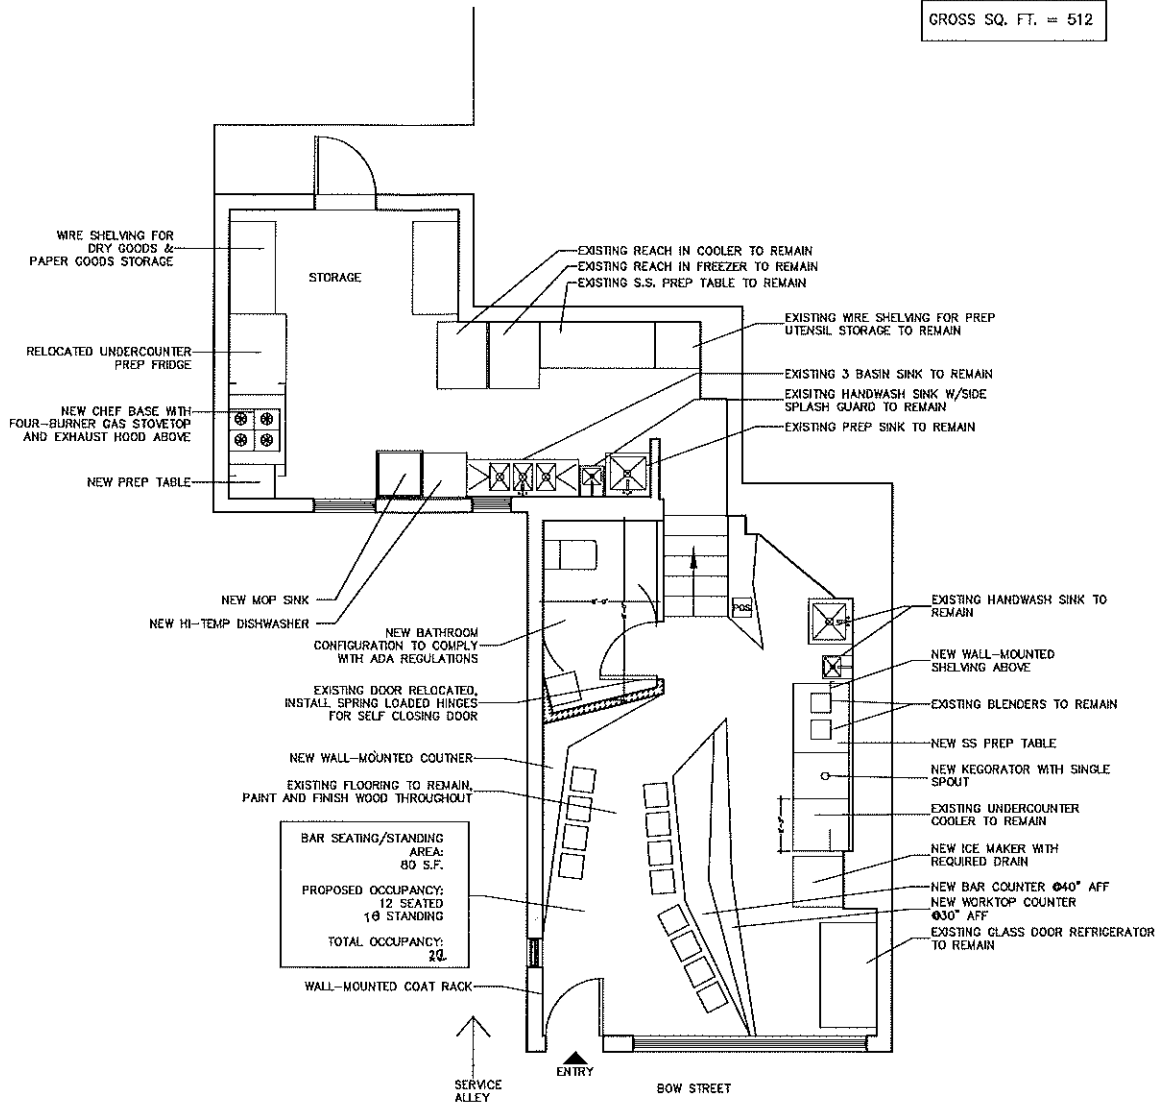 GROSS SQ. FT. = 512
WIRE SHELVING FOR
DRY GOODS &
PAPER GOODS STORAGE
STORAGE
EXISTING REACH IN COOLER TO REMAIN
EXISTING REACH IN FREEZER TO REMAIN
EXISTING S.S. PREP TABLE TO REMAIN
EXISTING WIRE SHELVING FOR PREP
UTENSIL STORAGE TO REMAIN
RELOCATED UNDERCOUNTER
PREP FRIDGE
EXISTING 3 BASIN SINK TO REMAIN
EXISITNG HANDWASH SINK W/SIDE
SPLASH GUARD TO REMAIN
EXISTING PREP SINK TO REMAIN
NEW CHEF BASE WITH
FOUR-BURNER GAS STOVETOP
AND EXHAUST HOOD ABOVE
NEW PREP TABLE
NEW MOP SINK
NEW HI-TEMP DISHWASHER
NEW BATHROOM
CONFIGURATION TO COMPLY
WITH ADA REGULATIONS
POS
EXISTING HANDWASH SINK TO
REMAIN
NEW WALL-MOUNTED
SHELVING ABOVE
EXISTING DOOR RELOCATED,
INSTALL SPRING LOADED HINGES
FOR SELF CLOSING DOOR
EXISTING BLENDERS TO REMAIN
NEW SS PREP TABLE
NEW WALL-MOUNTED COUTNER
NEW KEGORATOR WITH SINGLE
SPOUT
EXISTING FLOORING TO REMAIN,
PAINT AND FINISH WOOD THROUGHOUT
EXISTING UNDERCOUNTER
COOLER TO REMAIN
BAR SEATING/STANDING
AREA:
80 S.F.
PROPOSED OCCUPANCY:
12 SEATED
STANDING
TOTAL OCCUPANCY:
NEW ICE MAKER WITH
REQUIRED DRAIN
NEW BAR COUNTER @40" AFF
NEW WORKTOP COUNTER
@30" AFF
EXISTING GLASS DOOR REFRIGERATOR
TO REMAIN
WALL-MOUNTED COAT RACK
ENTRY
SERVICE
ALLEY
BOW STREET